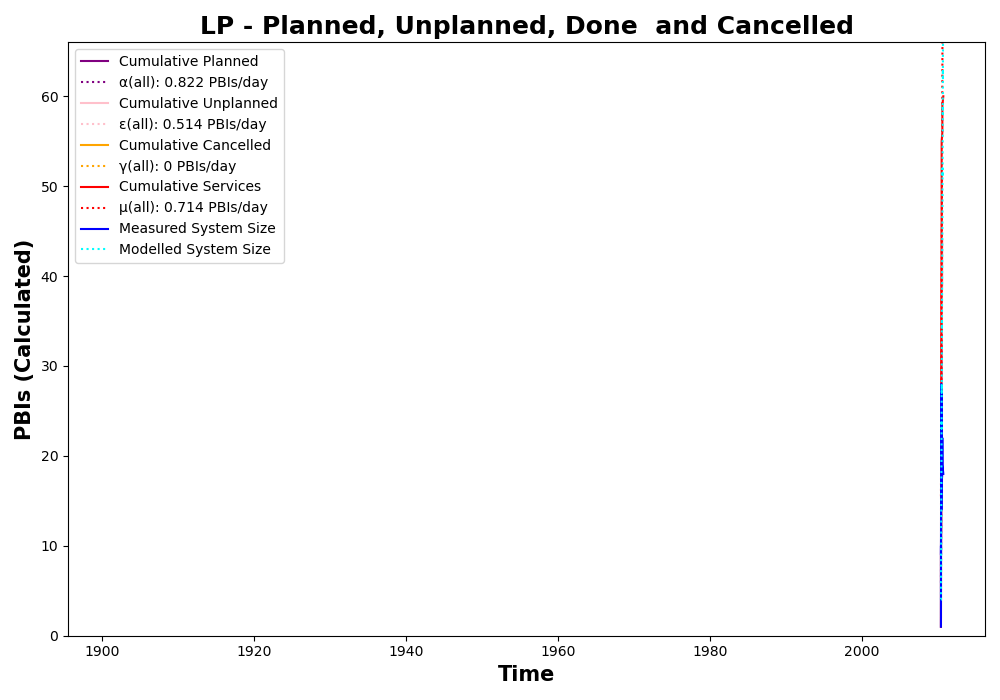 LP - Planned, Unplanned, Done  and Cancelled
Cumulative Planned
α(all): 0.822 PBIs/day
Cumulative Unplanned
ε(all): 0.514 PBIs/day
Cumulative Cancelled
γ(all): 0 PBIs/day
Cumulative Services
μ(all): 0.714 PBIs/day
Measured System Size
Modelled System Size
PBIs (Calculated)
60
50
40
30
20
10
0
1900 1920 1940 1960 1980 2000
Time